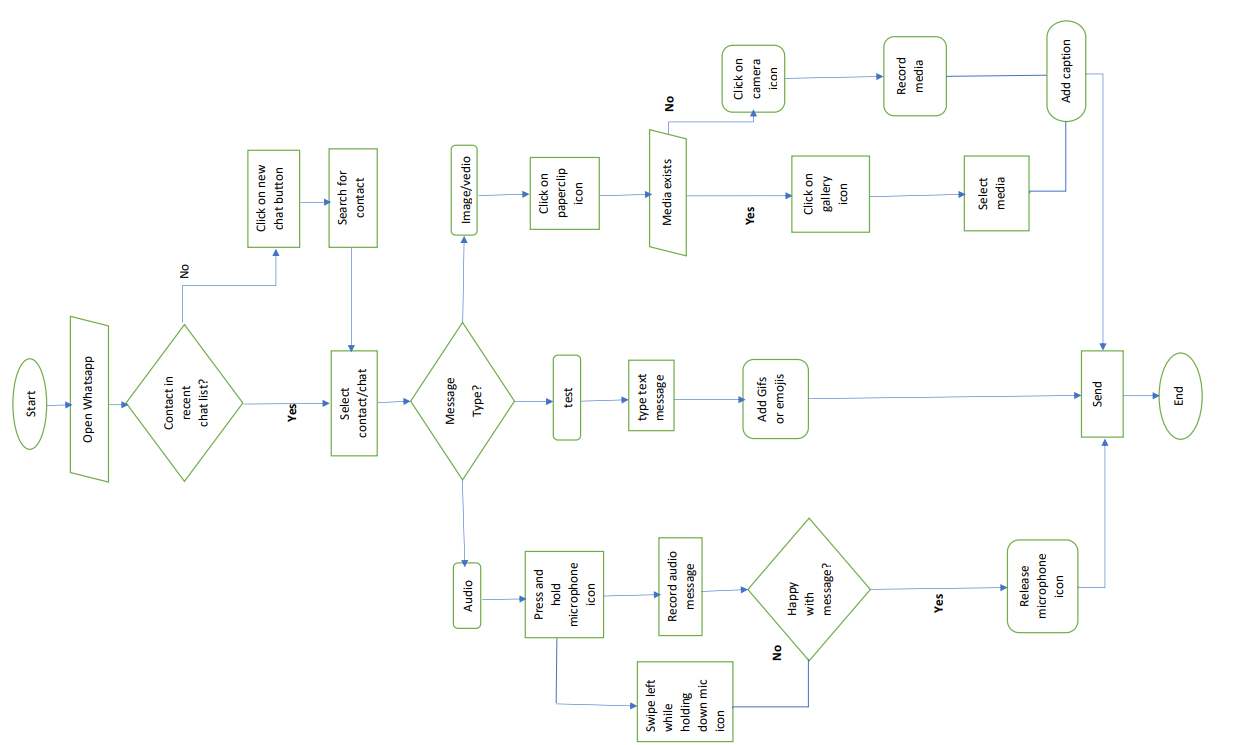 Start
Open Whatsapp
Contact in
recent
chat list?
No
Click on new
chat button
Search for
contact
Yes
Select
contact/chat
Message
Type?
Image/vedio
Click on
paperclip
icon
Media exists
No
Click on
camera
icon
Record
media
Add caption
Yes
Click on
gallery
icon
Select
media
test
type text
message
Add Gifs
or emojis
Send
End
Audio
Press and
hold
microphone
icon
Record audio
message
Happy
with
message?
No
Swipe left
while
holding
down mic
icon
Yes
Release
microphone
icon